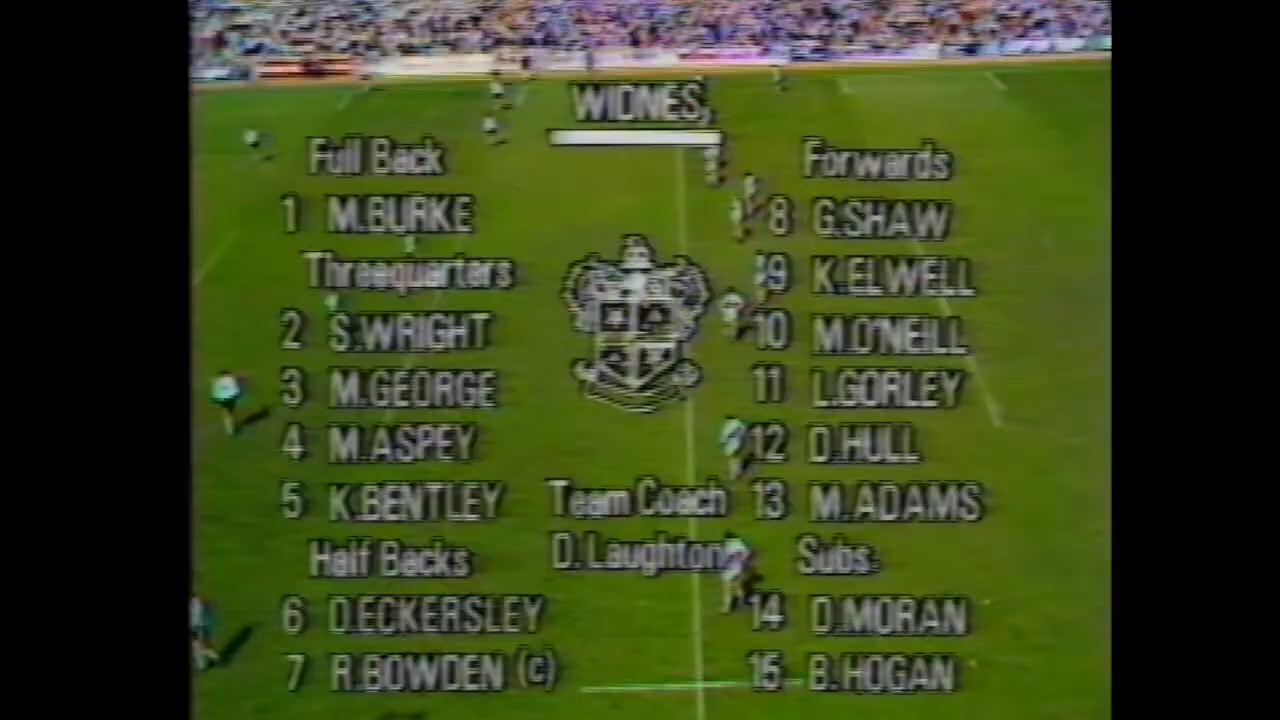 WIDNES,
Full Back
1 M.BURKE
Threequarters
2 S.WRIGHT
3 M.GEORGE
4 M.ASPEY
5 K.BENTLEY
Half Backs
6 D.ECKERSLEY
7 R.BOWDEN (c)
Team Coach
D. Laughton
Forwards
8 G.SHAW
9 K.ELWELL
10 M.O'NEILL
11 L.GORLEY
12 D.HULL
13 M.ADAMS
Subs:
14 D.MORAN
15 B.HOGAN